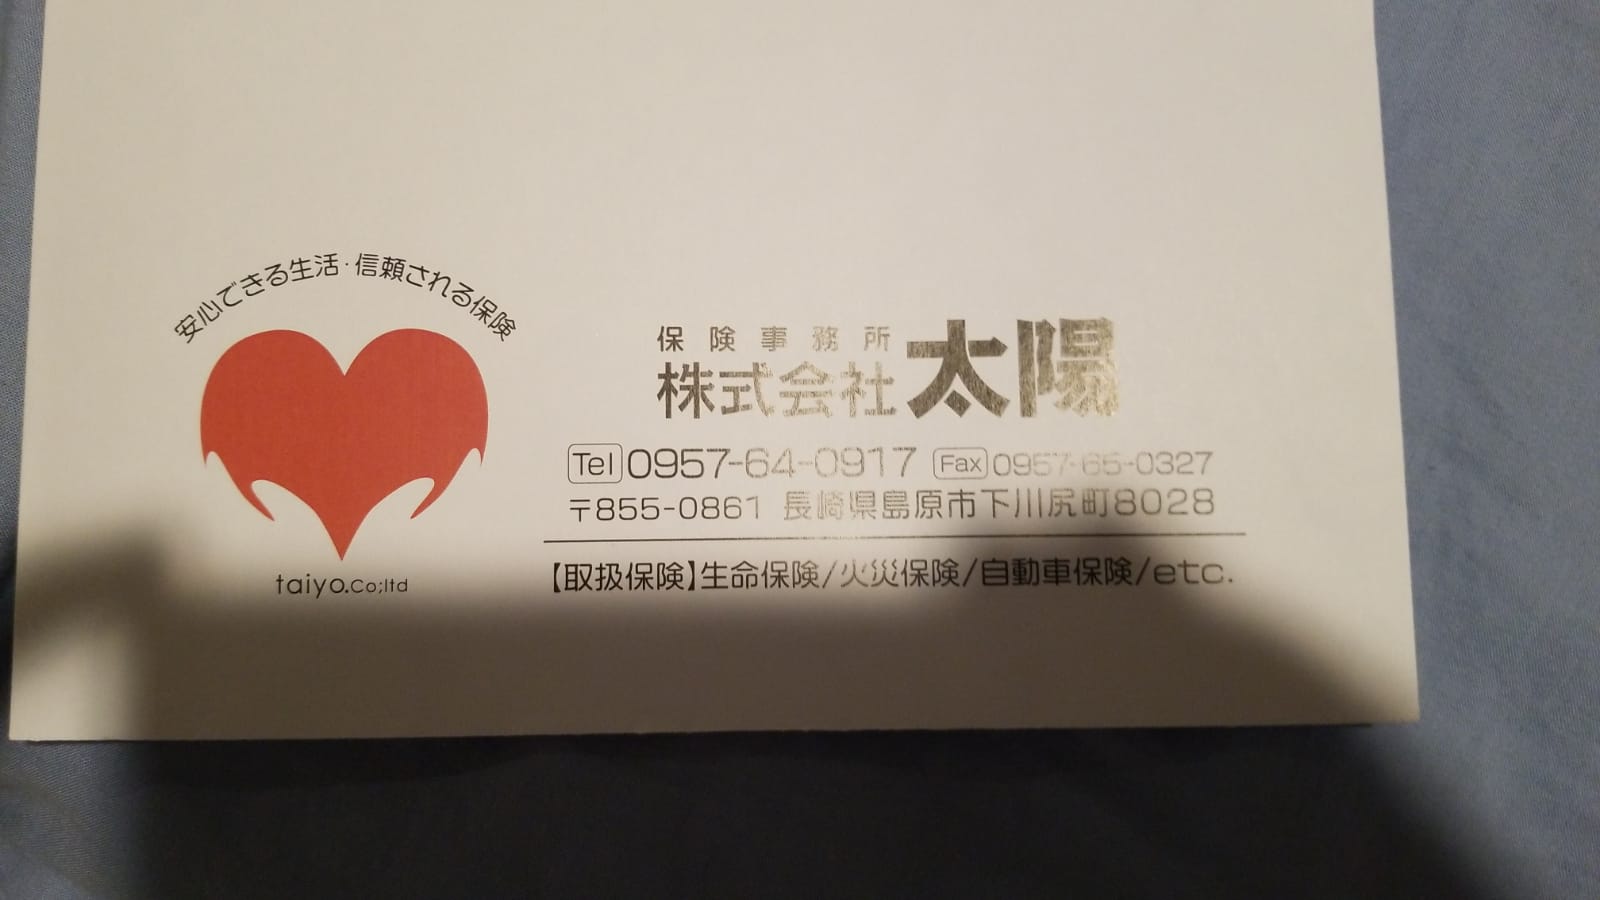 安心できる生活・信頼される保険
taiyo.Co;ltd
保険事務所
株式会社太陽
Tel 0957-64-0917 Fax 0957-65-0327
〒855-0861 長崎県島原市下川尻町8028
【取扱保険】生命保険/火災保険/自動車保険/etc.